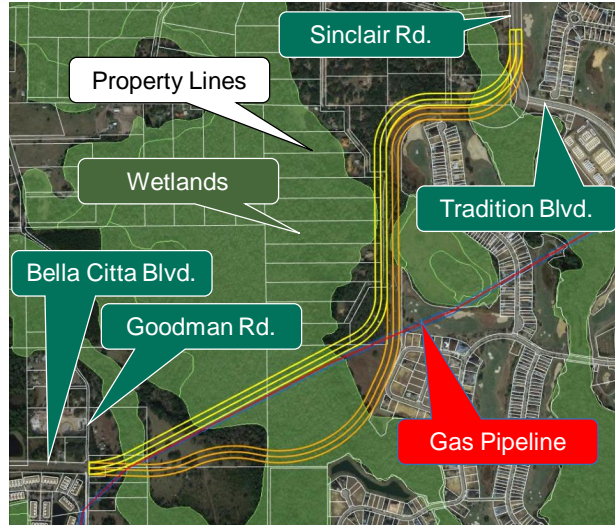 Sinclair Rd.
Property Lines
Wetlands
Tradition Blvd.
Bella Citta Blvd.
Goodman Rd.
Gas Pipeline